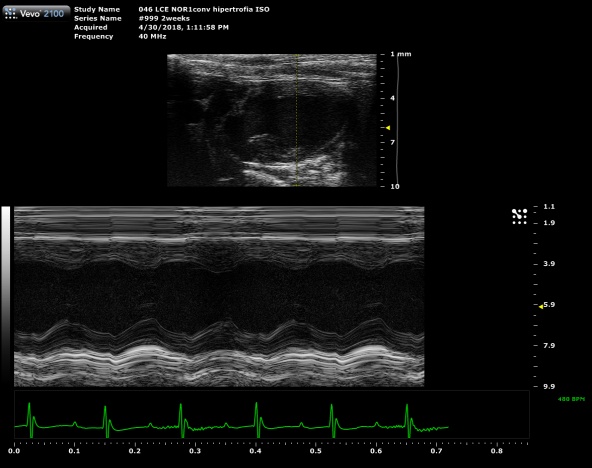 Vevo 2100
Study Name 046 LCE NOR1conv hipertrofia ISO
Series Name #999 2weeks
Acquired 4/30/2018, 1:11:58 PM
Frequency 40 MHz
1 mm
4
7
10
1.1
1.9
3.9
5.9
7.9
9.9
460 BPM
0.0 0.1 0.2 0.3 0.4 0.5 0.6 0.7 0.8